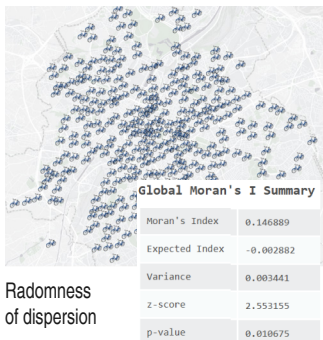 Global Moran's I Summary
Moran's Index 0.146889
Expected Index -0.002882
Variance 0.003441
z-score 2.553155
p-value 0.010675
Radomness
of dispersion